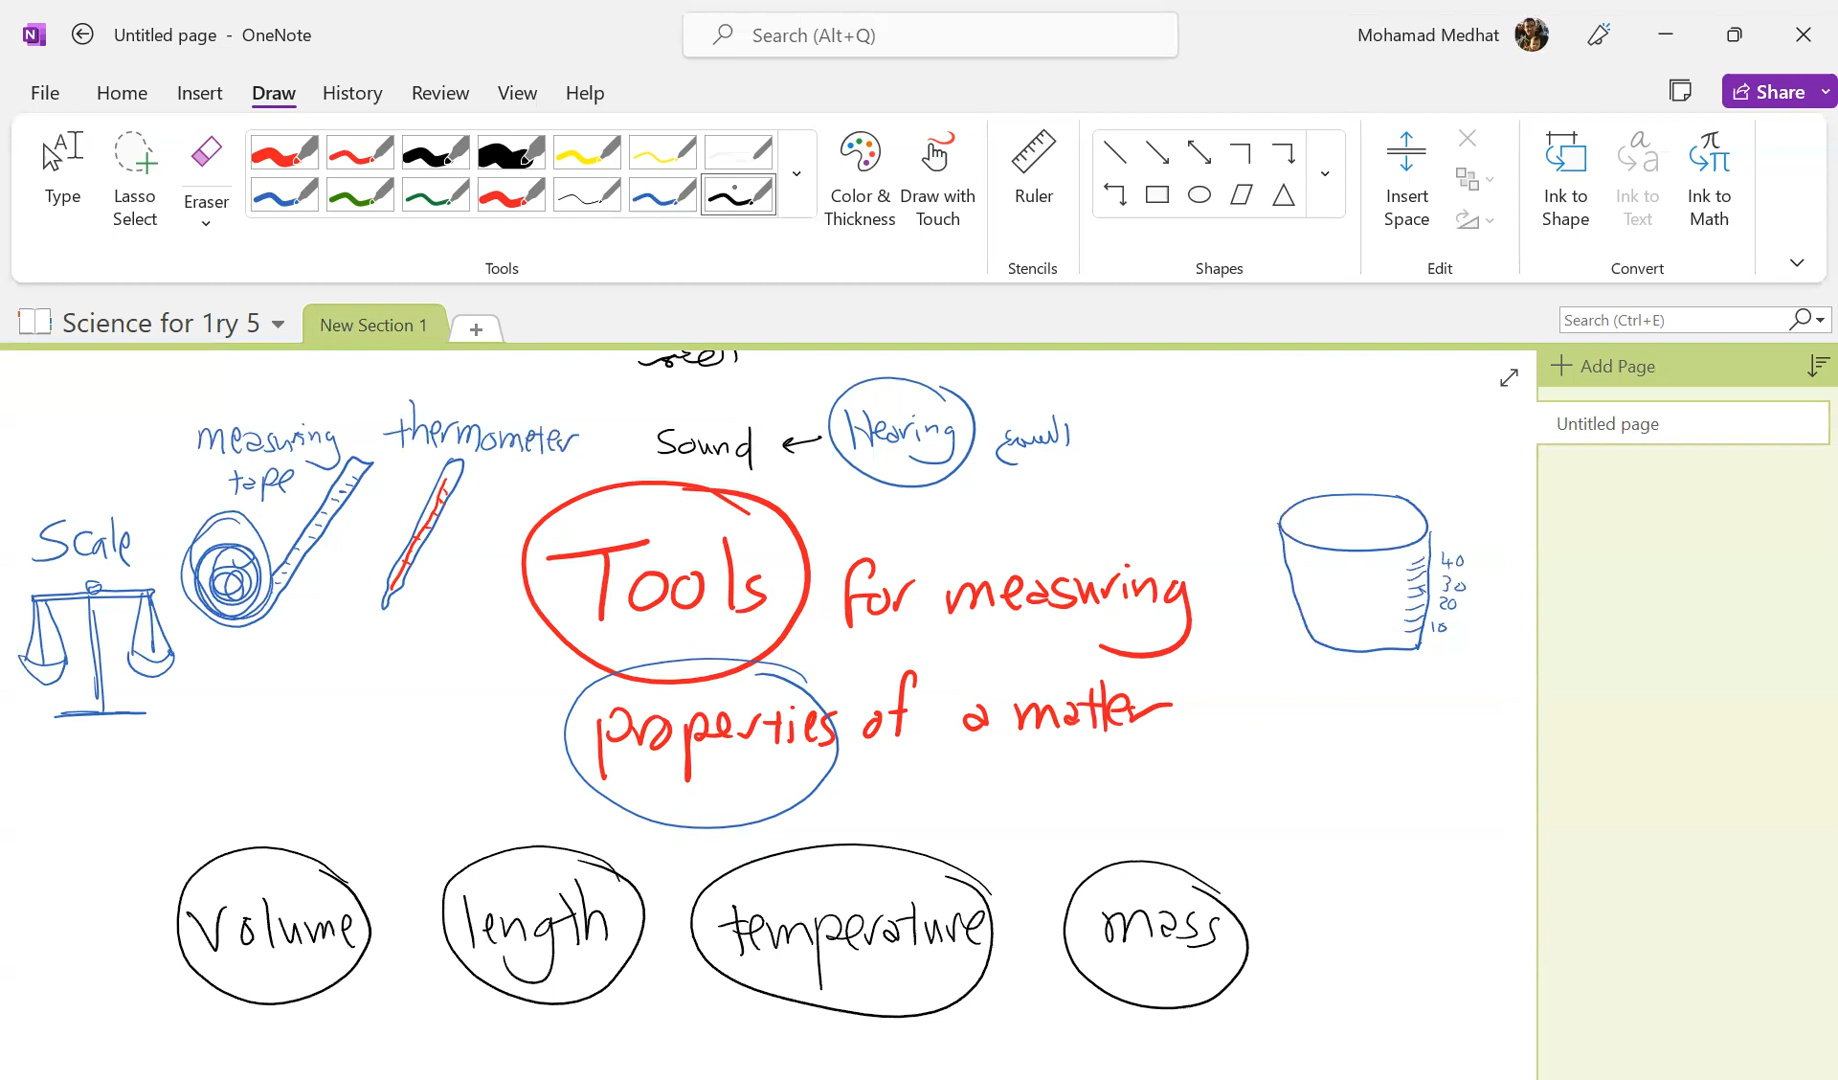 Untitled page - OneNote
Search (Alt+Q)
Mohamad Medhat
File Home Insert Draw History Review View Help
Share
Type
Lasso Select
Eraser
Color & Thickness
Draw with Touch
Ruler
Insert Space
Ink to Shape
Ink to Text
Ink to Math
Tools
Stencils
Shapes
Edit
Convert
Science for 1ry 5
New Section 1
Search (Ctrl+E)
Add Page
Untitled page
measuring tape
thermometer
Sound ← Hearing
Scale
Tools for measuring
properties of a matter
40
30
20
10
volume length temperature mass